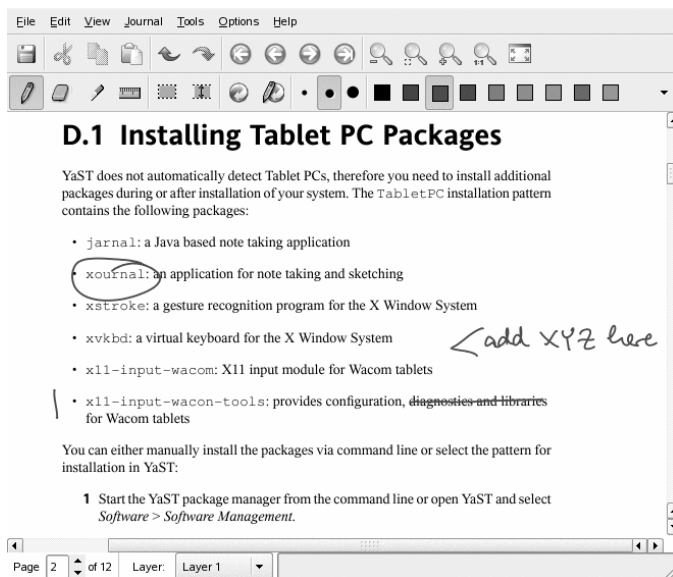 File Edit View Journal Tools Options Help
D.1 Installing Tablet PC Packages
YaST does not automatically detect Tablet PCs, therefore you need to install additional
packages during or after installation of your system. The TabletPC installation pattern
contains the following packages:
• jarnal: a Java based note taking application
• xournal: an application for note taking and sketching
• xstroke: a gesture recognition program for the X Window System
• xvkbd: a virtual keyboard for the X Window System
<add XYZ here
• x11-input-wacom: X11 input module for Wacom tablets
• x11-input-wacon-tools: provides configuration, diagnostics and libraries
for Wacom tablets
You can either manually install the packages via command line or select the pattern for
installation in YaST:
1 Start the YaST package manager from the command line or open YaST and select
Software > Software Management.
Page 2 of 12 Layer: Layer 1